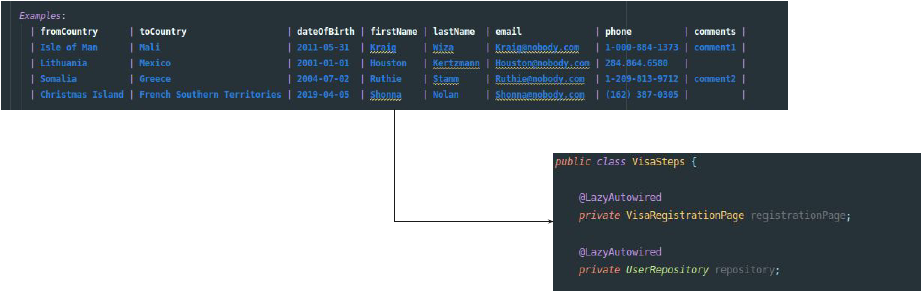 Examples:
| fromCountry | toCountry | dateOfBirth | firstName | lastName | email | phone | comments |
| Isle of Man | Mali | 2011-05-31 | Kraig | Wiza | Kraig@nobody.com | 1-000-884-1373 | comment1 |
| Lithuania | Mexico | 2001-01-01 | Houston | Kertzmann | Houston@nobody.com | 284.864.6580 | |
| Somalia | Greece | 2004-07-02 | Ruthie | Stamm | Ruthie@nobody.com | 1-209-813-9712 | comment2 |
| Christmas Island | French Southern Territories | 2019-04-05 | Shonna | Nolan | Shonna@nobody.com | (162) 387-0305 | |
public class VisaSteps {
@LazyAutowired
private VisaRegistrationPage registrationPage;
@LazyAutowired
private UserRepository repository;